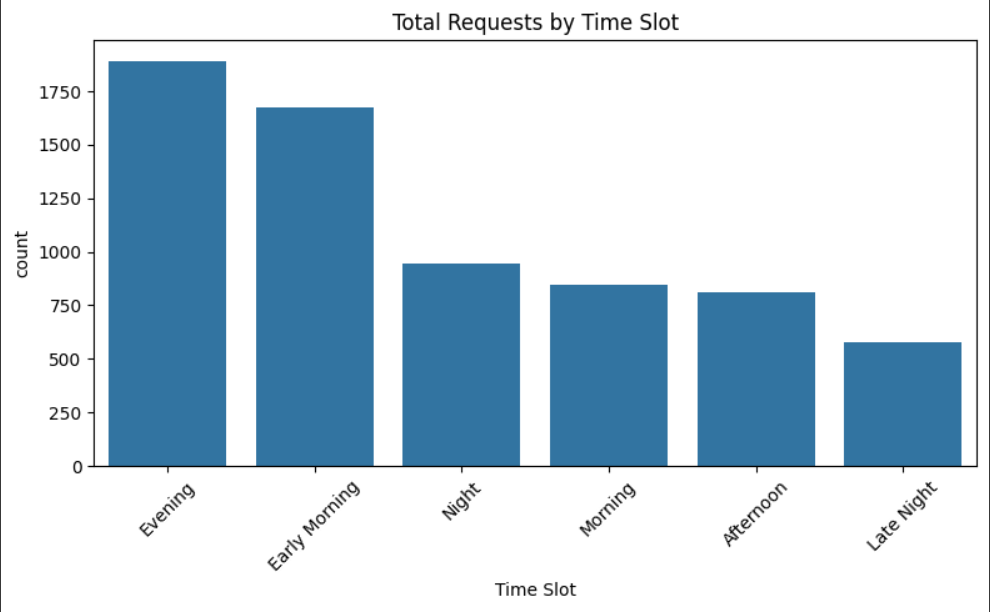 Total Requests by Time Slot
1750
1500
1250
1000
750
500
250
0
count
Evening
Early Morning
Night
Morning
Afternoon
Late Night
Time Slot